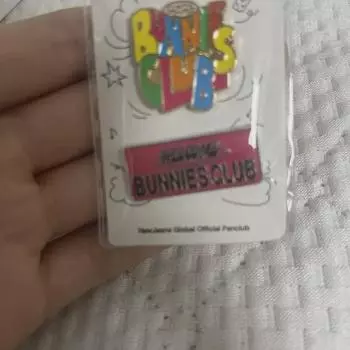 BUNNIES
CLUB
BUNNIES CLUB
NewJeans Global Official Fanclub